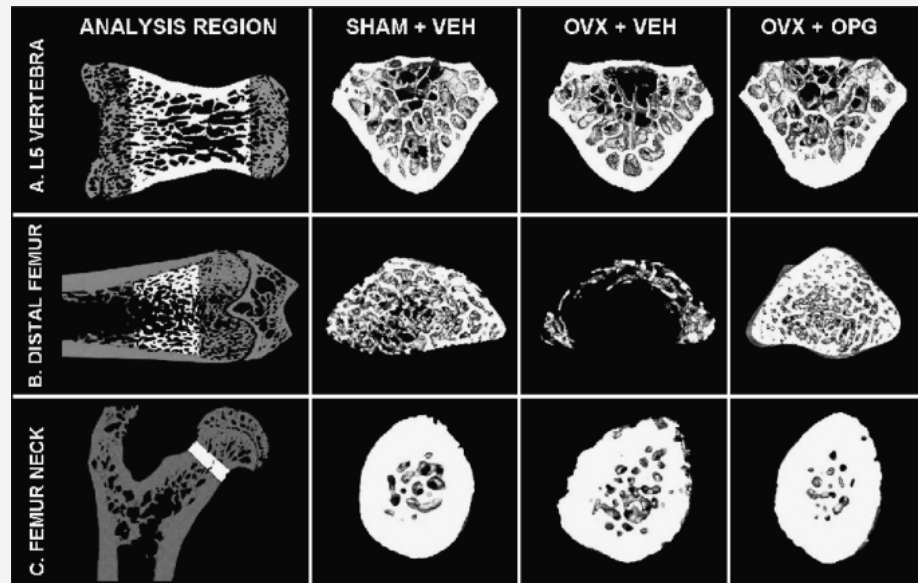 ANALYSIS REGION
SHAM + VEH
OVX + VEH
OVX + OPG
A. L5 VERTEBRA
B. DISTAL FEMUR
C. FEMUR NECK